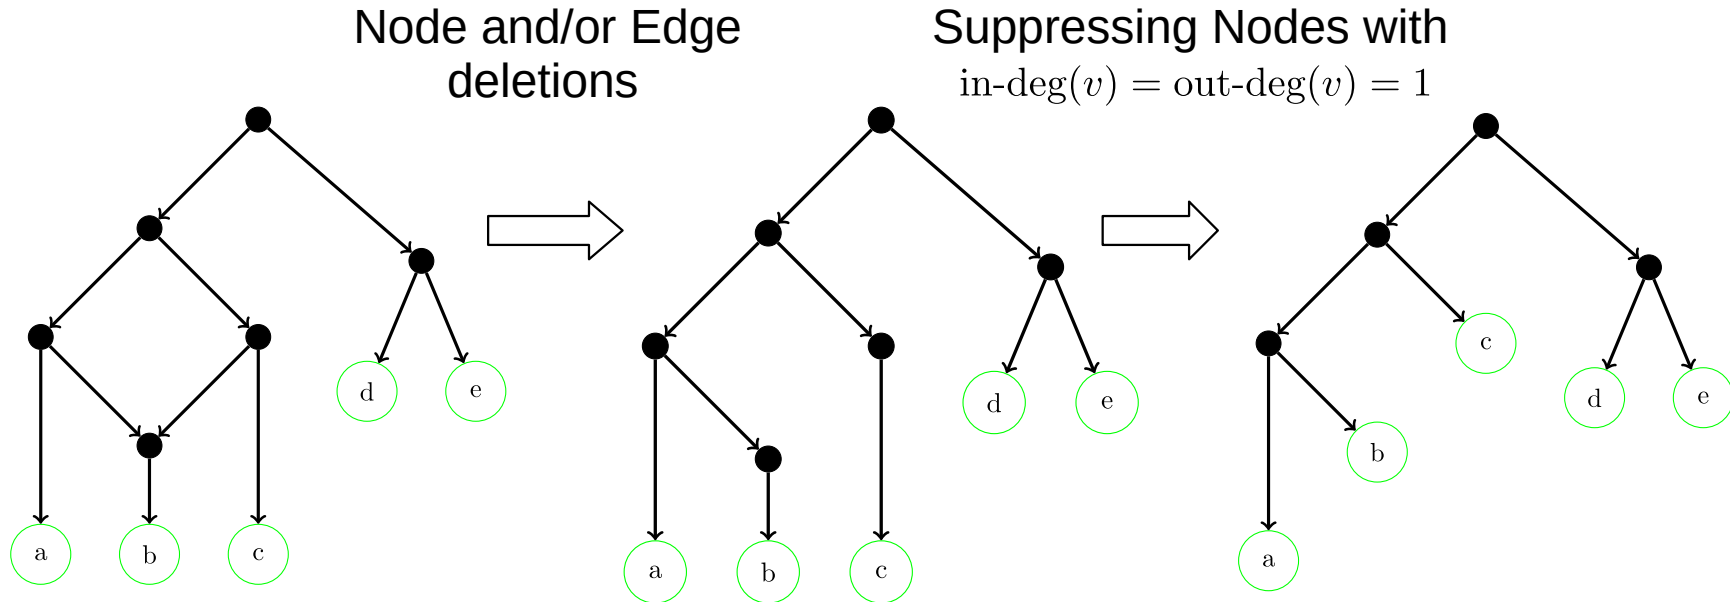 Node and/or Edge
deletions
Suppressing Nodes with
in-deg(v) = out-deg(v) = 1
d
e
a
b
c
d
e
a
b
c
c
d
e
b
a